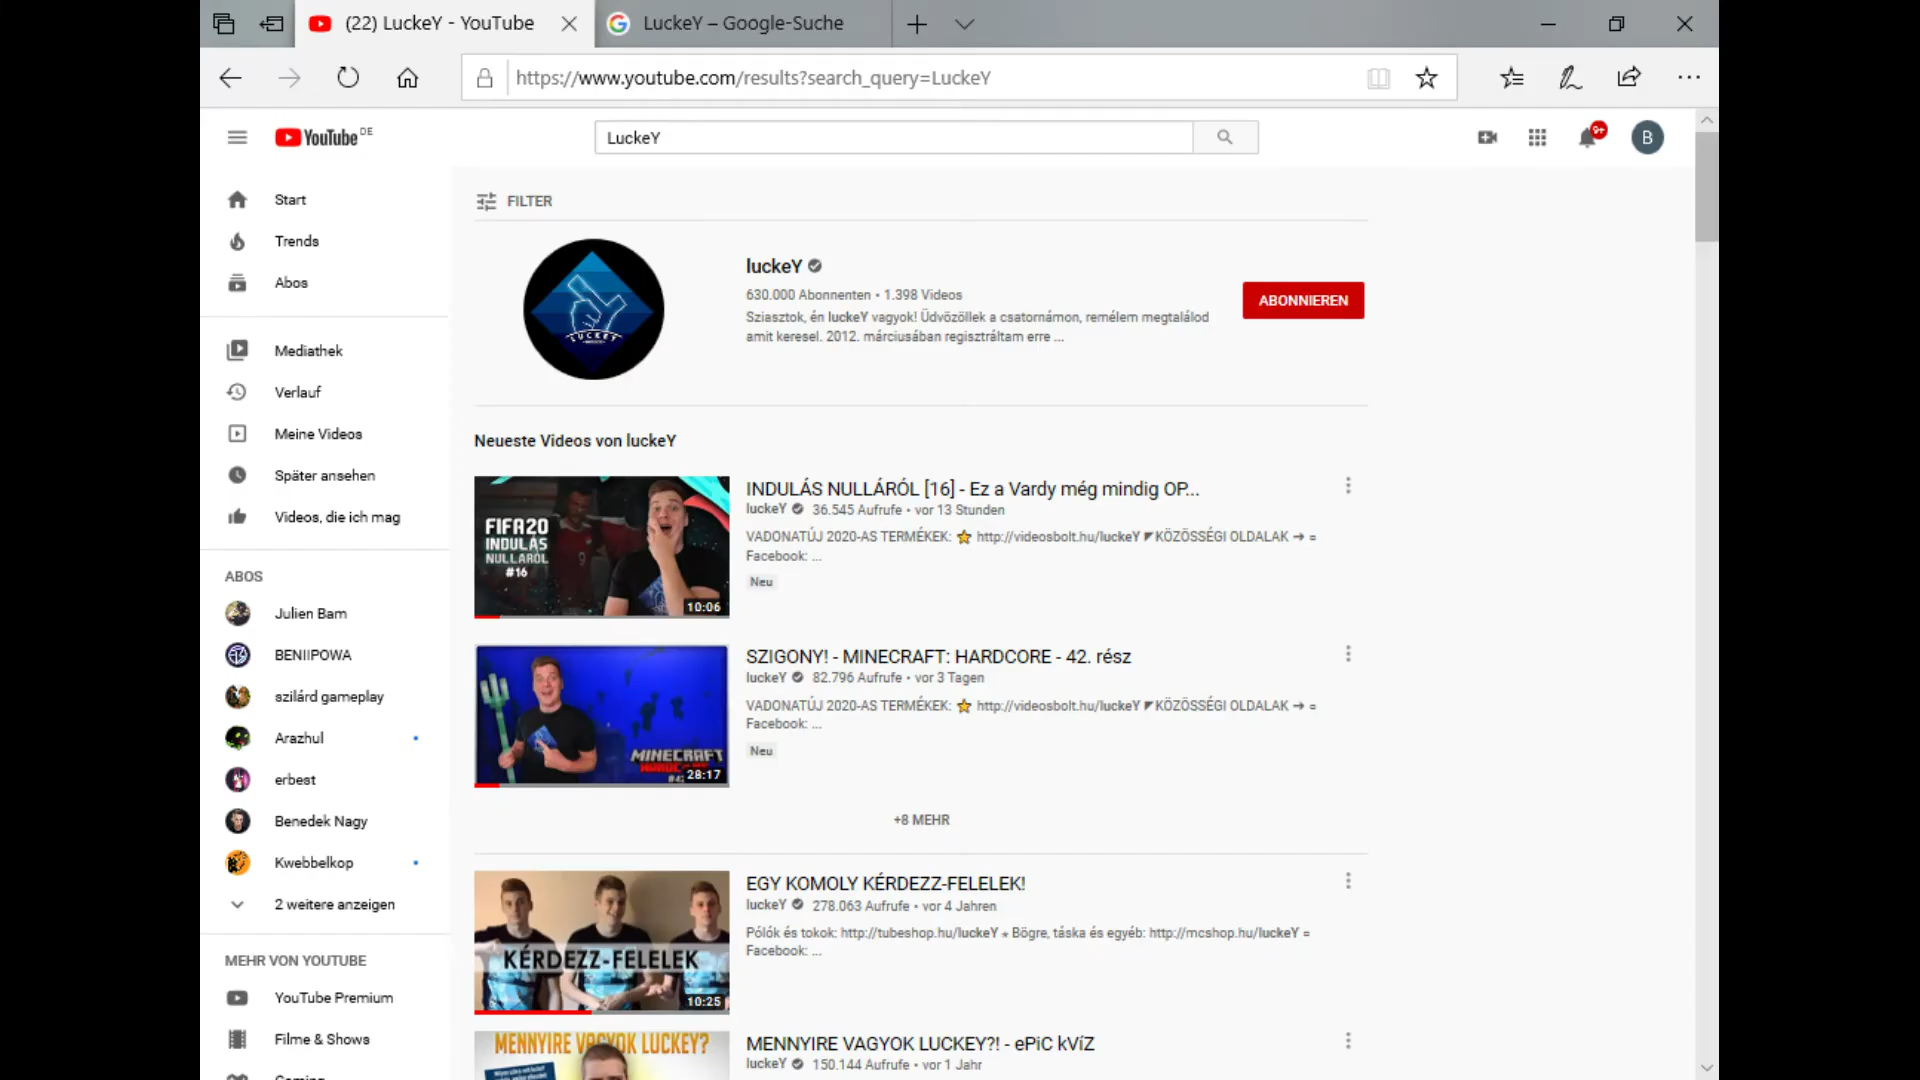 (22) LuckeY - YouTube
LuckeY – Google-Suche
https://www.youtube.com/results?search_query=LuckeY
YouTube DE
LuckeY
9+
B
Start
Trends
Abos
Mediathek
Verlauf
Meine Videos
Später ansehen
Videos, die ich mag
ABOS
Julien Bam
BENIIPOWA
szilárd gameplay
Arazhul
erbest
Benedek Nagy
Kwebbelkop
2 weitere anzeigen
MEHR VON YOUTUBE
YouTube Premium
Filme & Shows
FILTER
LUCKEY
luckeY
630.000 Abonnenten • 1.398 Videos
Sziasztok, én luckeY vagyok! Üdvözöllek a csatornámon, remélem megtalálod
amit keresel. 2012. márciusában regisztráltam erre ...
ABONNIEREN
Neueste Videos von luckeY
FIFA20
INDULÁS
NULLÁRÓL
#16
10:06
INDULÁS NULLÁRÓL [16] - Ez a Vardy még mindig OP...
luckeY 36.545 Aufrufe • vor 13 Stunden
VADONATÚJ 2020-AS TERMÉKEK: ⭐ http://videosbolt.hu/luckeY ◤KÖZÖSSÉGI OLDALAK ➔ ¤
Facebook: ...
Neu
MINECRAFT
28:17
SZIGONY! - MINECRAFT: HARDCORE - 42. rész
luckeY 82.796 Aufrufe • vor 3 Tagen
VADONATÚJ 2020-AS TERMÉKEK: ⭐ http://videosbolt.hu/luckeY ◤KÖZÖSSÉGI OLDALAK ➔ ¤
Facebook: ...
Neu
+8 MEHR
KÉRDEZZ-FELELEK
10:25
EGY KOMOLY KÉRDEZZ-FELELEK!
luckeY 278.063 Aufrufe • vor 4 Jahren
Pólók és tokok: http://tubeshop.hu/luckeY ⋆ Bögre, táska és egyéb: http://mcshop.hu/luckeY ¤
Facebook: ...
MENNYIRE VAGYOK LUCKEY?
MENNYIRE VAGYOK LUCKEY?! - ePiC kVíZ
luckeY 150.144 Aufrufe • vor 1 Jahr